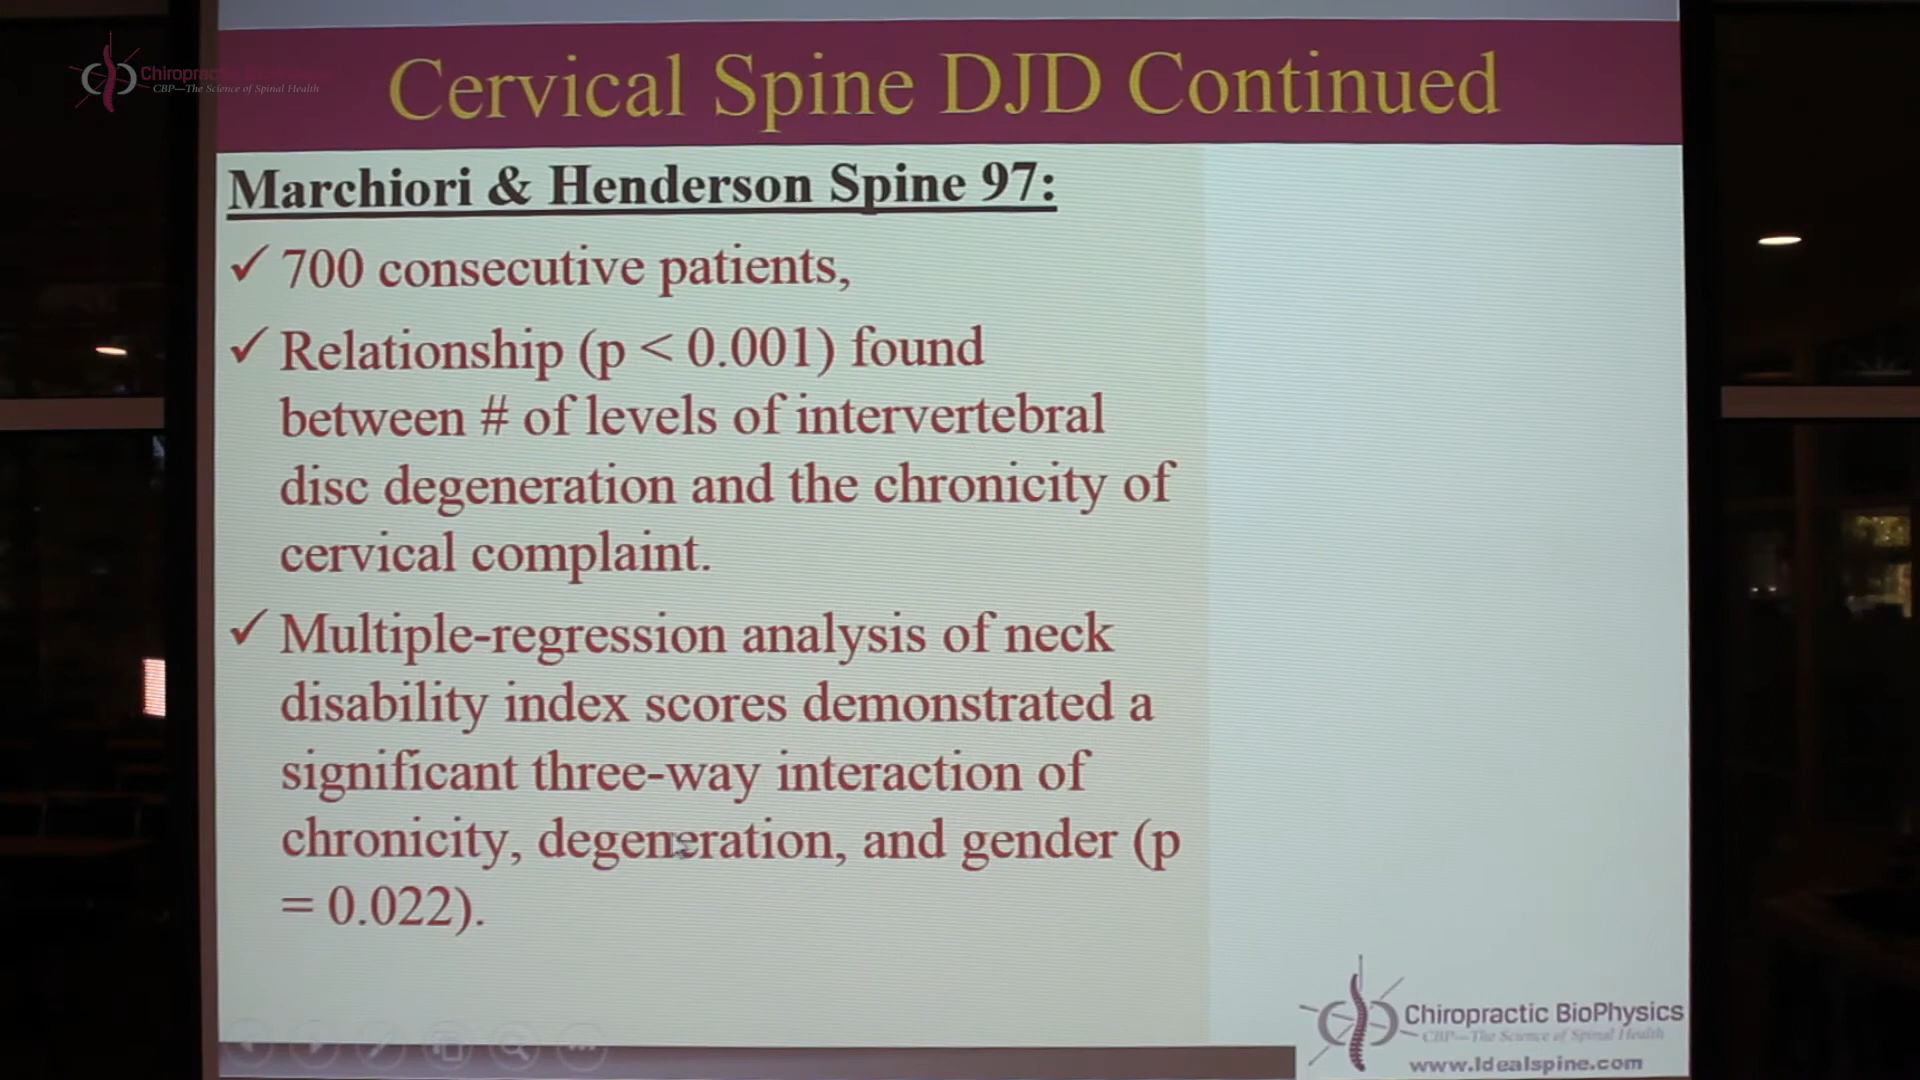 Cervical Spine DJD Continued
Chiropractic BioPhysics
CBP—The Science of Spinal Health
Marchiori & Henderson Spine 97:
✓ 700 consecutive patients,
✓ Relationship (p < 0.001) found
between # of levels of intervertebral
disc degeneration and the chronicity of
cervical complaint.
✓ Multiple-regression analysis of neck
disability index scores demonstrated a
significant three-way interaction of
chronicity, degeneration, and gender (p
= 0.022).
Chiropractic BioPhysics
CBP—The Science of Spinal Health
www.Idealspine.com